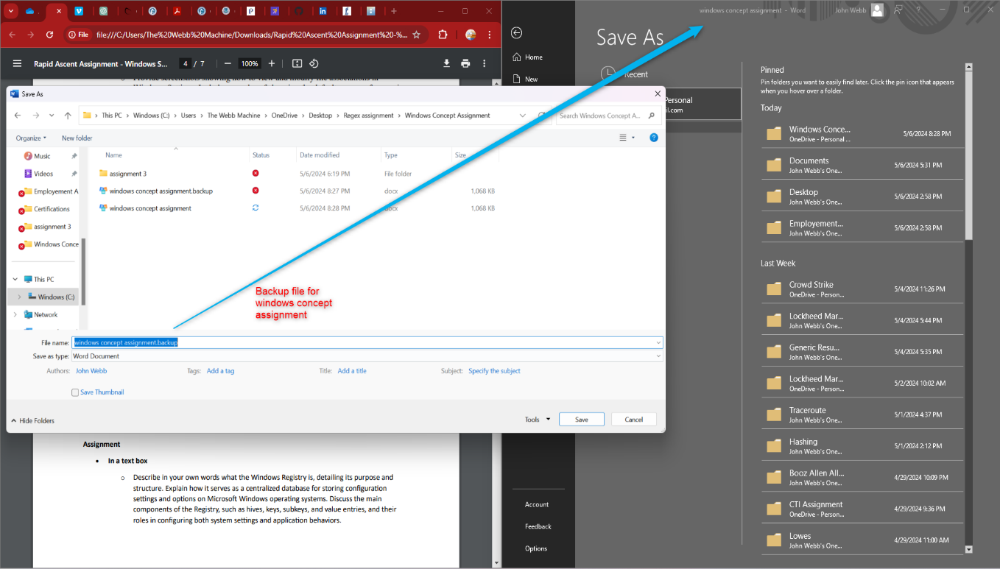 windows concept assignment - Word
John Webb
?
File
file:///C:/Users/The%20Webb%20Machine/Downloads/Rapid%20Ascent%20Assignment%20-%...
Rapid Ascent Assignment - Windows S...
4 / 7
100%
Save As
Home
New
Recent
Personal
il.com
Account
Feedback
Options
Pinned
Pin folders you want to easily find later. Click the pin icon that appears
when you hover over a folder.
Today
Windows Conce...
OneDrive - Personal ...
5/6/2024 8:28 PM
Documents
John Webb's One...
5/6/2024 5:31 PM
Desktop
John Webb's One...
5/6/2024 2:58 PM
Employement...
John Webb's One...
5/6/2024 2:58 PM
Last Week
Crowd Strike
OneDrive - Person...
5/4/2024 11:26 PM
Lockheed Mar...
John Webb's One...
5/4/2024 5:44 PM
Generic Resu...
John Webb's One...
5/4/2024 5:35 PM
Lockheed Mar...
OneDrive - Person...
5/2/2024 10:02 AM
Traceroute
John Webb's One...
5/1/2024 4:37 PM
Hashing
John Webb's One...
5/1/2024 2:12 PM
Booz Allen All...
John Webb's One...
4/29/2024 10:09 PM
CTI Assignment
OneDrive - Person...
4/29/2024 9:36 PM
Lowes
John Webb's One...
4/29/2024 11:00 AM
Save As
This PC > Windows (C:) > Users > The Webb Machine > OneDrive > Desktop > Regex assignment > Windows Concept Assignment
Search Windows Concept A...
Organize
New folder
Music
Videos
Employement A
Certifications
assignment 3
Windows Conce
This PC
Windows (C:)
Network
Name
Status
Date modified
Type
Size
assignment 3
5/6/2024 6:19 PM
File folder
windows concept assignment.backup
5/6/2024 8:27 PM
docx
1,068 KB
windows concept assignment
5/6/2024 8:28 PM
docx
1,068 KB
Backup file for
windows concept
assignment
File name: windows concept assignment.backup
Save as type: Word Document
Authors: John Webb
Tags: Add a tag
Title: Add a title
Subject: Specify the subject
Save Thumbnail
Hide Folders
Tools
Save
Cancel
Assignment
• In a text box
o Describe in your own words what the Windows Registry is, detailing its purpose and
structure. Explain how it serves as a centralized database for storing configuration
settings and options on Microsoft Windows operating systems. Discuss the main
components of the Registry, such as hives, keys, subkeys, and value entries, and their
roles in configuring both system settings and application behaviors.